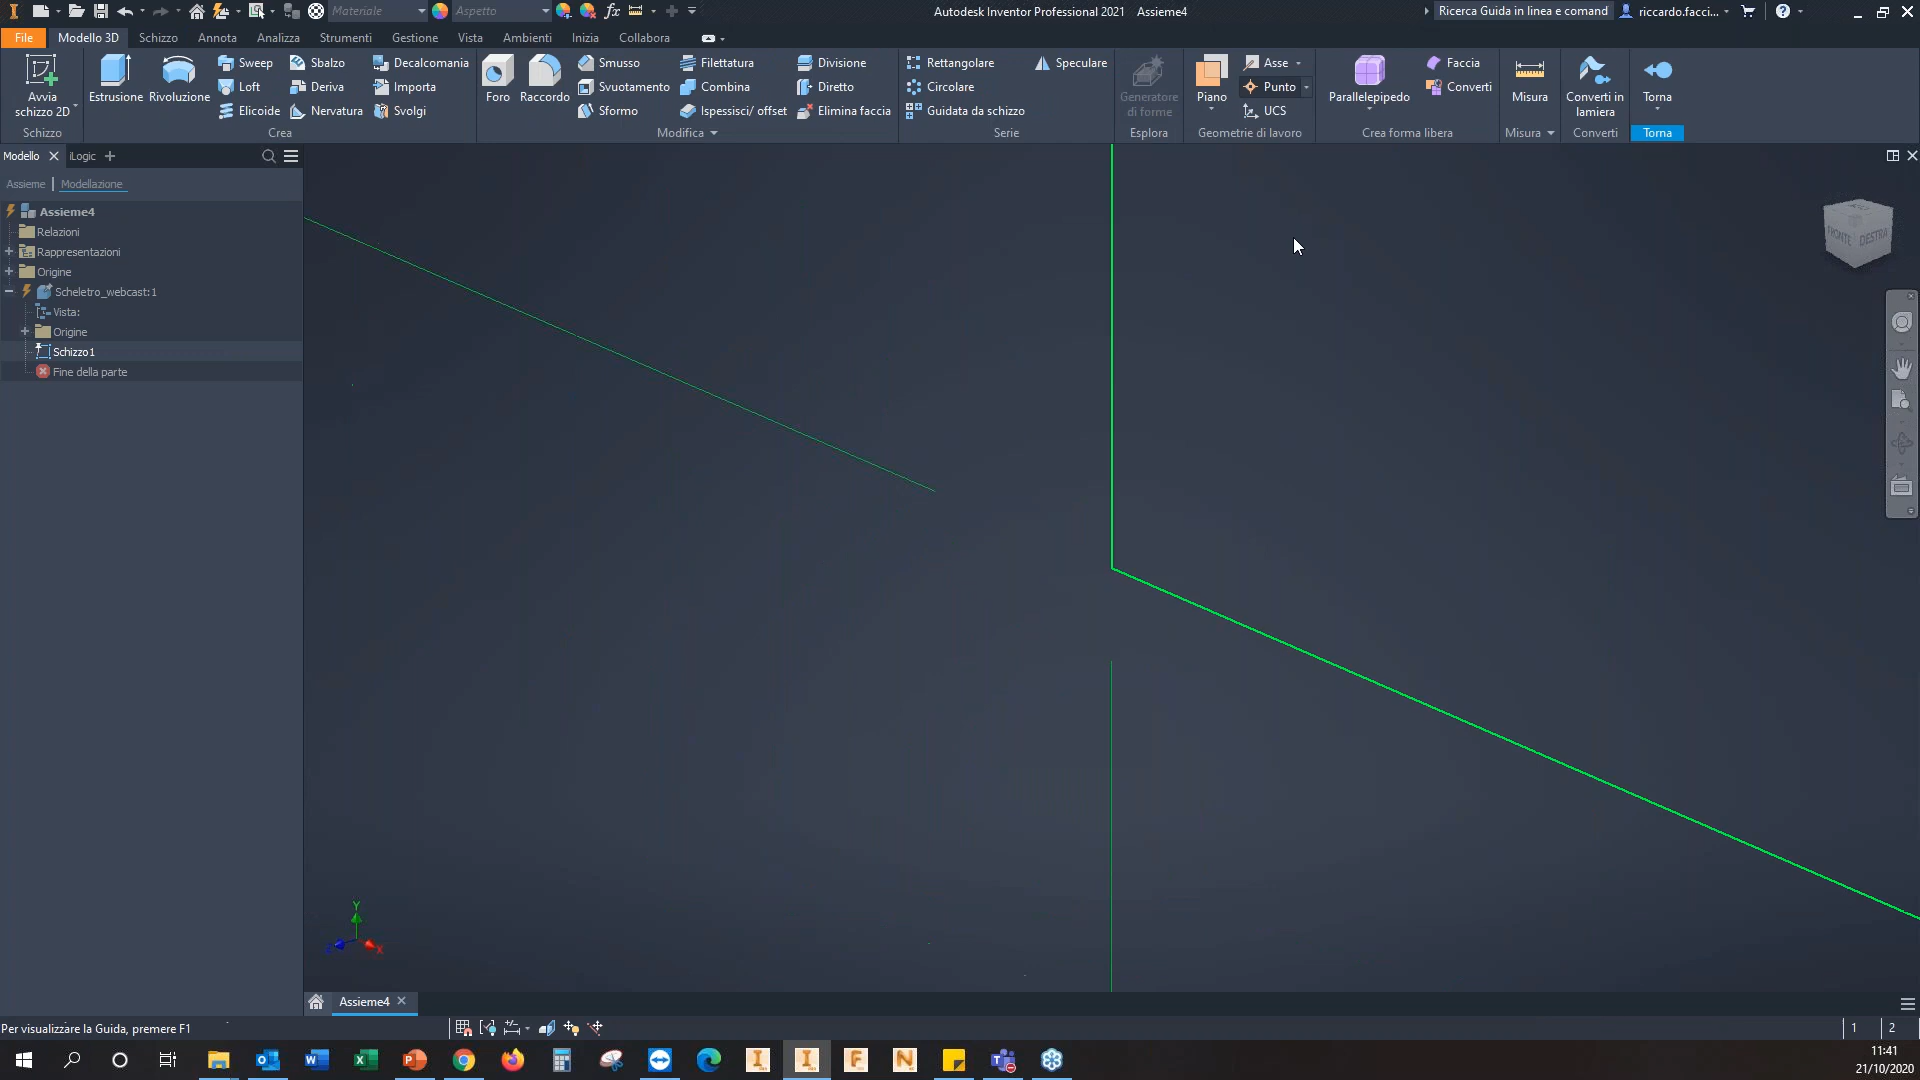 Materiale
Aspetto
Autodesk Inventor Professional 2021 Assieme4
Ricerca Guida in linea e comand
riccardo.facci...
File
Modello 3D
Schizzo
Annota
Analizza
Strumenti
Gestione
Vista
Ambienti
Inizia
Collabora
Avvia
schizzo 2D
Schizzo
Estrusione
Rivoluzione
Sweep
Loft
Elicoide
Sbalzo
Deriva
Nervatura
Decalcomania
Importa
Svolgi
Crea
Foro
Raccordo
Smusso
Svuotamento
Sformo
Filettatura
Combina
Ispessisci/ offset
Divisione
Diretto
Elimina faccia
Modifica
Rettangolare
Circolare
Guidata da schizzo
Speculare
Serie
Generatore
di forme
Esplora
Piano
Asse
Punto
UCS
Geometrie di lavoro
Parallelepipedo
Faccia
Converti
Crea forma libera
Misura
Misura
Converti in
lamiera
Converti
Torna
Torna
Modello
iLogic
Assieme
Modellazione
Assieme4
Relazioni
Rappresentazioni
Origine
Scheletro_webcast:1
Vista:
Origine
Schizzo1
Fine della parte
FRONTE
DESTRA
Y
X
Assieme4
Per visualizzare la Guida, premere F1
1
2
11:41
21/10/2020